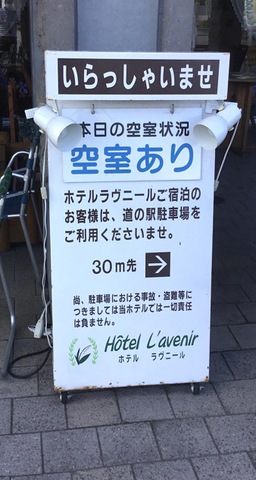 いらっしゃいませ
本日の空室状況
空室あり
ホテルラヴニールご宿泊の
お客様は、道の駅駐車場を
ご利用くださいませ。
30m先 →
尚、駐車場における事故・盗難等に
つきましては当ホテルでは一切責任
は負ません。
Hôtel L'avenir
ホテル ラヴニール